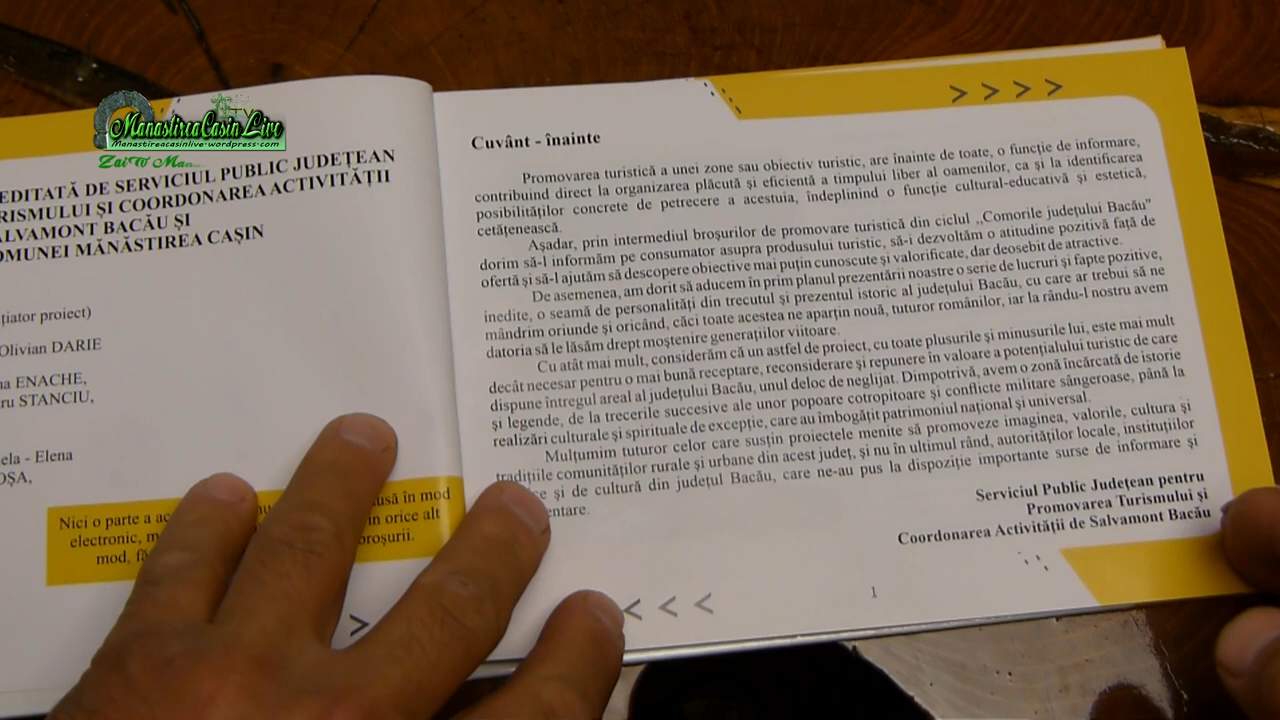 ManastireaCasinLive
Manastireacasinlive.wordpress.com
EDITATĂ DE SERVICIUL PUBLIC JUDEȚEAN
COORDONAREA ACTIVITĂȚII
BACĂU ȘI
MĂNĂSTIREA CAȘIN
proiect)
Olivian DARIE
ENACHE,
STANCIU,
Elena
Nici o parte a
electronic,
mod,
în mod
în orice alt
Cuvânt - înainte
Promovarea turistică a unei zone sau obiectiv turistic, are înainte de toate, o funcție de informare,
contribuind direct la organizarea plăcută și eficientă a timpului liber al oamenilor, ca și la identificarea
posibilităților concrete de petrecere a acestuia, îndeplinind o funcție cultural-educativă și estetică,
cetățenească.
Așadar, prin intermediul broșurilor de promovare turistică din ciclul ,,Comorile județului Bacău"
dorim să-l informăm pe consumator asupra produsului turistic, să-i dezvoltăm o atitudine pozitivă față de
ofertă și să-l ajutăm să descopere obiective mai puțin cunoscute și valorificate, dar deosebit de atractive.
De asemenea, am dorit să aducem în prim planul prezentării noastre o serie de lucruri și fapte pozitive,
inedite, o seamă de personalități din trecutul și prezentul istoric al județului Bacău, cu care ar trebui să ne
mândrim oriunde și oricând, căci toate acestea ne aparțin nouă, tuturor românilor, iar la rându-l nostru avem
datoria să le lăsăm drept moștenire generațiilor viitoare.
Cu atât mai mult, considerăm că un astfel de proiect, cu toate plusurile și minusurile lui, este mai mult
decât necesar pentru o mai bună receptare, reconsiderare și repunere în valoare a potențialului turistic de care
dispune întregul areal al județului Bacău, unul deloc de neglijat. Dimpotrivă, avem o zonă încărcată de istorie
și legende, de la trecerile succesive ale unor popoare cotropitoare și conflicte militare sângeroase, până la
realizări culturale și spirituale de excepție, care au îmbogățit patrimoniul național și universal.
Mulțumim tuturor celor care susțin proiectele menite să promoveze imaginea, valorile, cultura și
tradițiile comunităților rurale și urbane din acest județ, și nu în ultimul rând, autorităților locale, instituțiilor
și de cultură din județul Bacău, care ne-au pus la dispoziție importante surse de informare și
Serviciul Public Județean pentru
Promovarea Turismului și
Coordonarea Activității de Salvamont Bacău
1